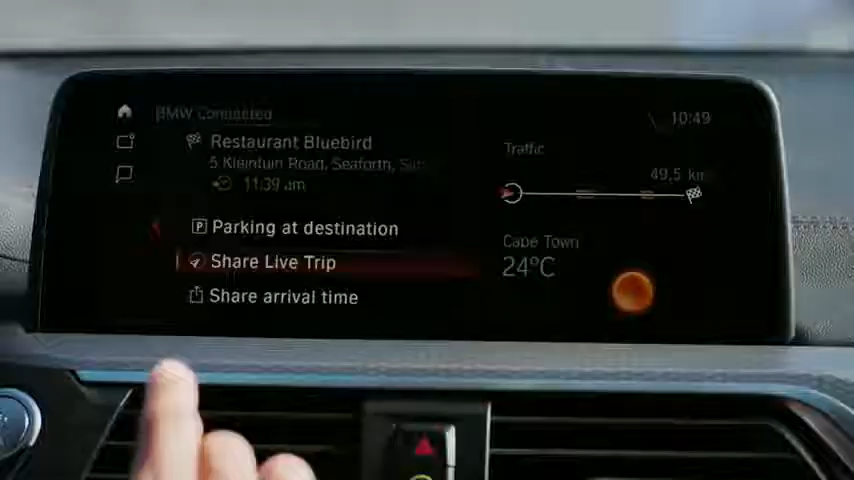 BMW Connected
10:49
Restaurant Bluebird
5 Kleintuin Road, Seaforth,
11:39 am
Parking at destination
Share Live Trip
Share arrival time
Traffic
49,5 km
Cape Town
24°C